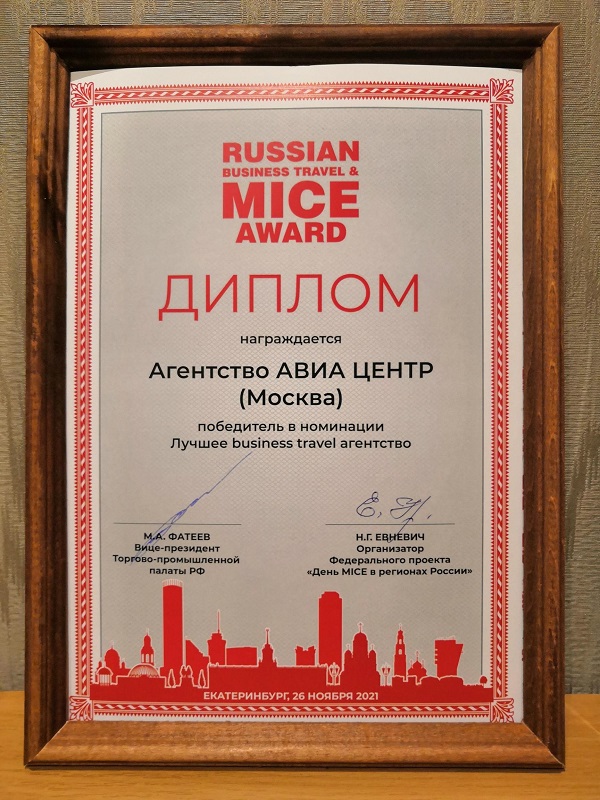 RUSSIAN
BUSINESS TRAVEL &
MICE
AWARD
ДИПЛОМ
награждается
Агентство АВИА ЦЕНТР
(Москва)
победитель в номинации
Лучшее business travel агентство
М.А. ФАТЕЕВ
Вице-президент
Торгово-промышленной
палаты РФ
Н.Г. ЕВНЕВИЧ
Организатор
Федерального проекта
«День MICE в регионах России»
ЕКАТЕРИНБУРГ, 26 НОЯБРЯ 2021